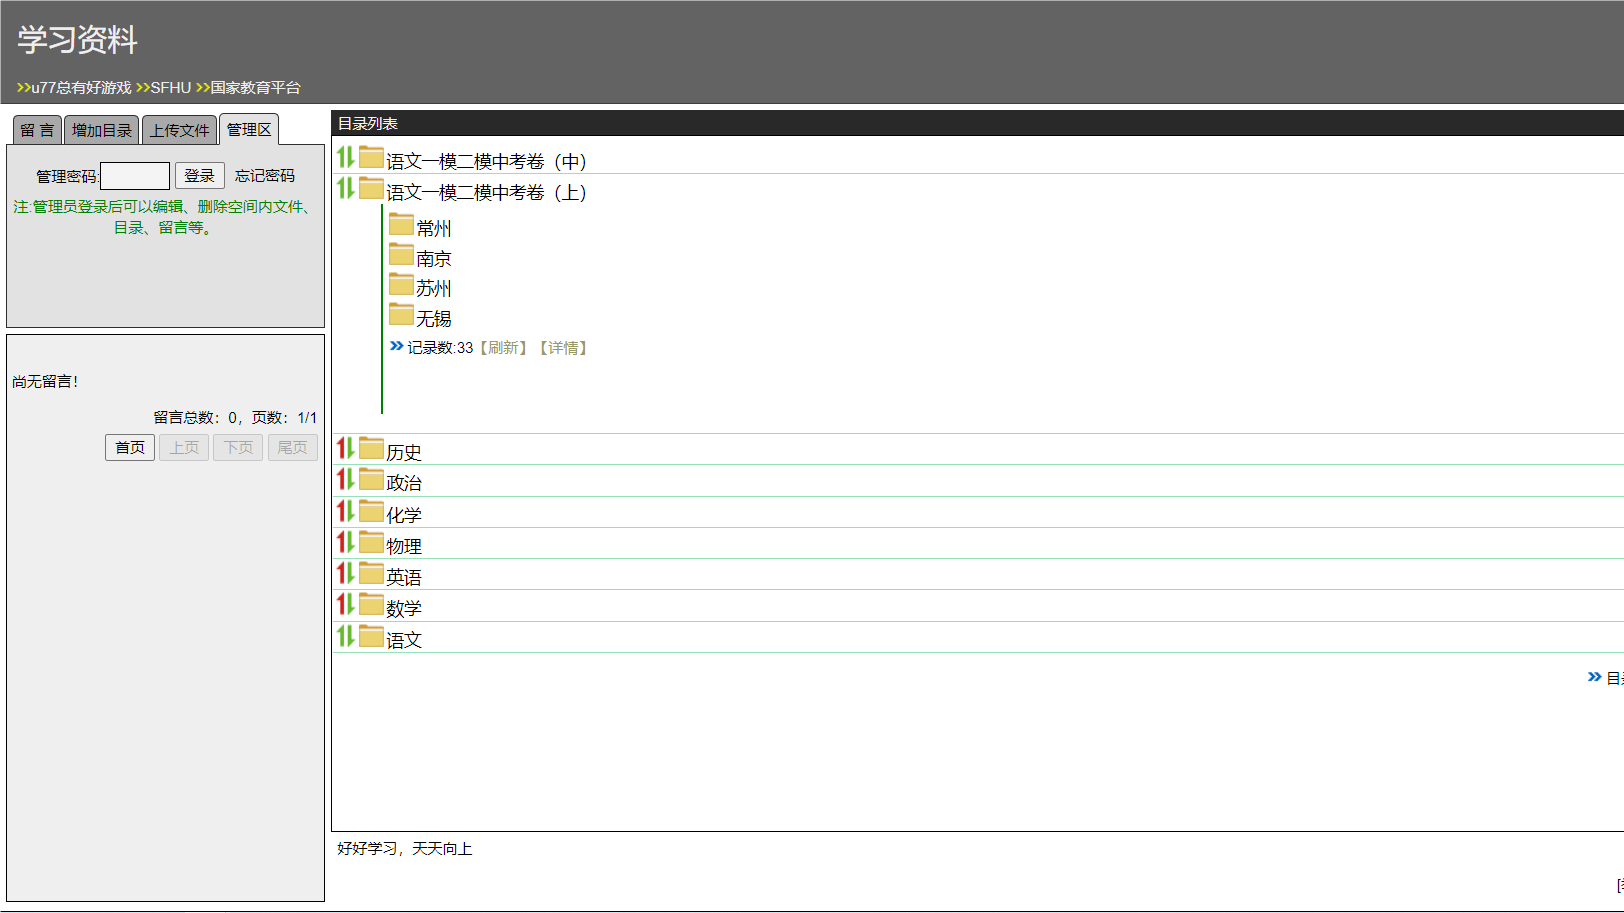 学习资料
>>u77总有好游戏 >>SFHU >>国家教育平台
留 言 增加目录 上传文件 管理区
管理密码: 登录 忘记密码
注:管理员登录后可以编辑、删除空间内文件、
目录、留言等。
尚无留言！
留言总数：0，页数：1/1
首页 上页 下页 尾页
目录列表
语文一模二模中考卷（中）
语文一模二模中考卷（上）
常州
南京
苏州
无锡
记录数:33【刷新】【详情】
历史
政治
化学
物理
英语
数学
语文
目
好好学习，天天向上